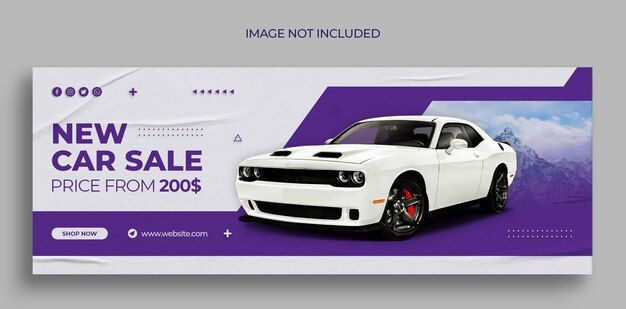 IMAGE NOT INCLUDED
NEW
CAR SALE
PRICE FROM 200$
SHOP NOW
www.website.com